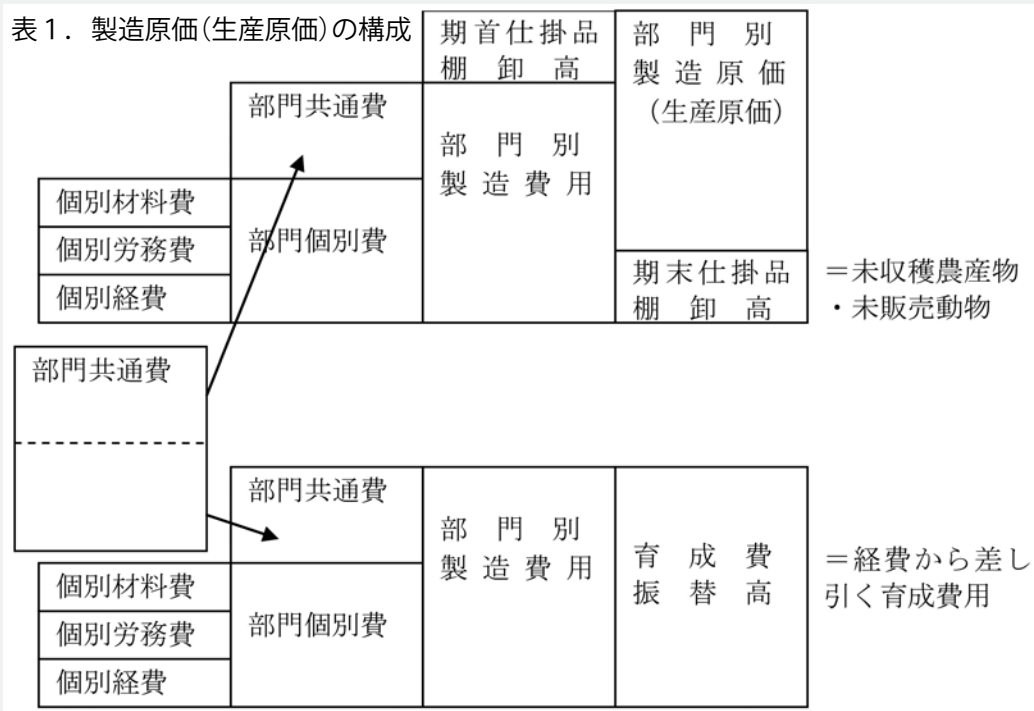 表１．製造原価(生産原価)の構成
期首仕掛品
棚卸高
部門別
製造原価
（生産原価）
部門共通費
部門別
製造費用
個別材料費
個別労務費
個別経費
部門個別費
期末仕掛品
棚卸高
＝未収穫農産物
・未販売動物
部門共通費
部門共通費
部門別
製造費用
育成費
振替高
＝経費から差し
引く育成費用
個別材料費
個別労務費
個別経費
部門個別費